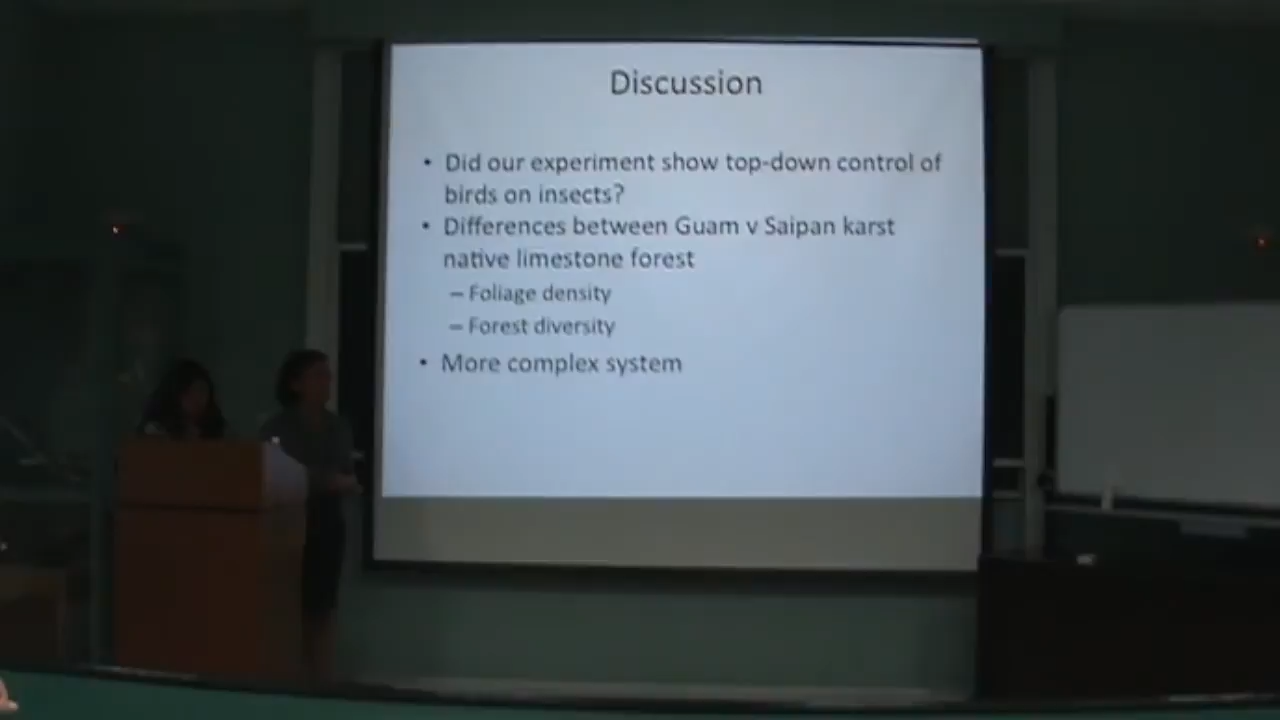 Discussion
• Did our experiment show top-down control of
birds on insects?
• Differences between Guam v Saipan karst
native limestone forest
– Foliage density
– Forest diversity
• More complex system